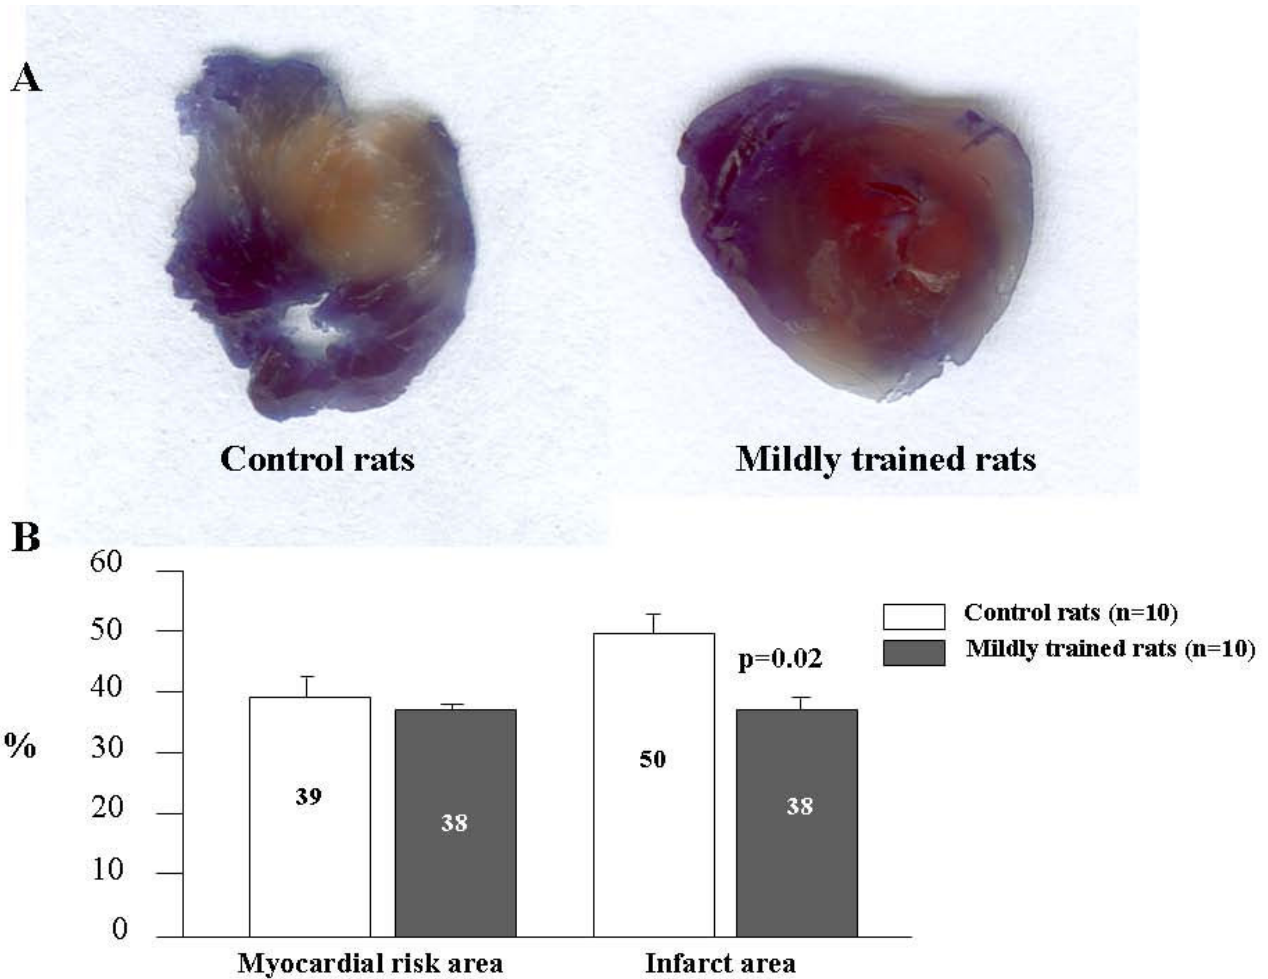 A
Control rats
Mildly trained rats
B
60
50
40
30
20
10
0
%
39
38
50
38
p=0.02
Control rats (n=10)
Mildly trained rats (n=10)
Myocardial risk area
Infarct area